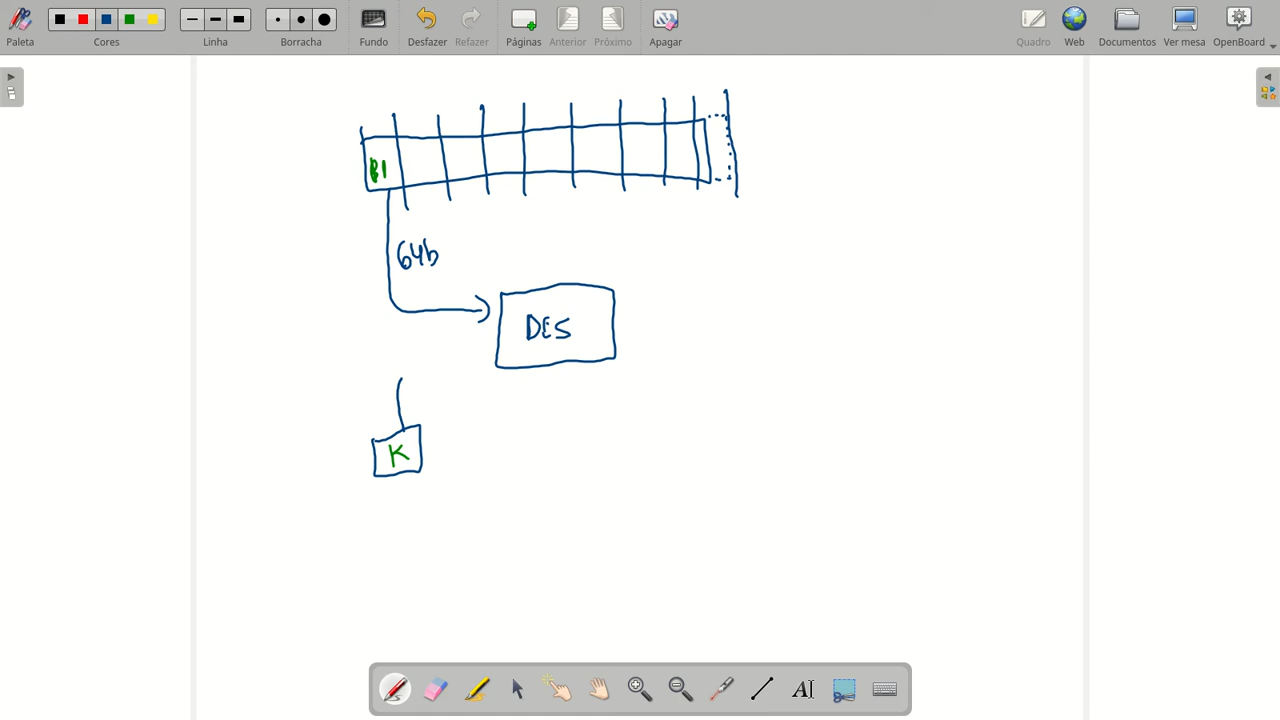 Paleta Cores Linha Borracha Fundo Desfazer Refazer Páginas Anterior Próximo Apagar Quadro Web Documentos Ver mesa OpenBoard
B1
64b
DES
K
AI